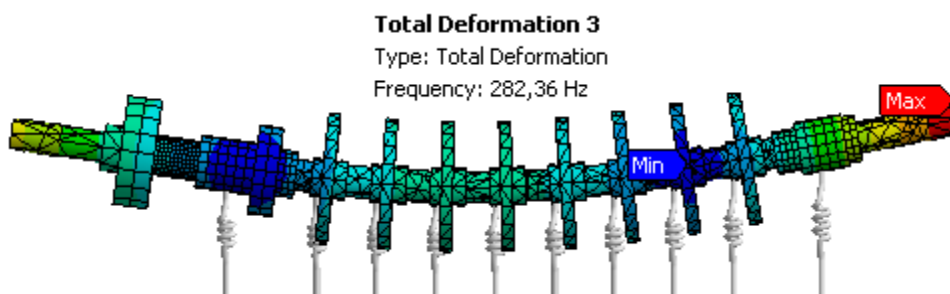 Total Deformation 3
Type: Total Deformation
Frequency: 282,36 Hz
Max
Min